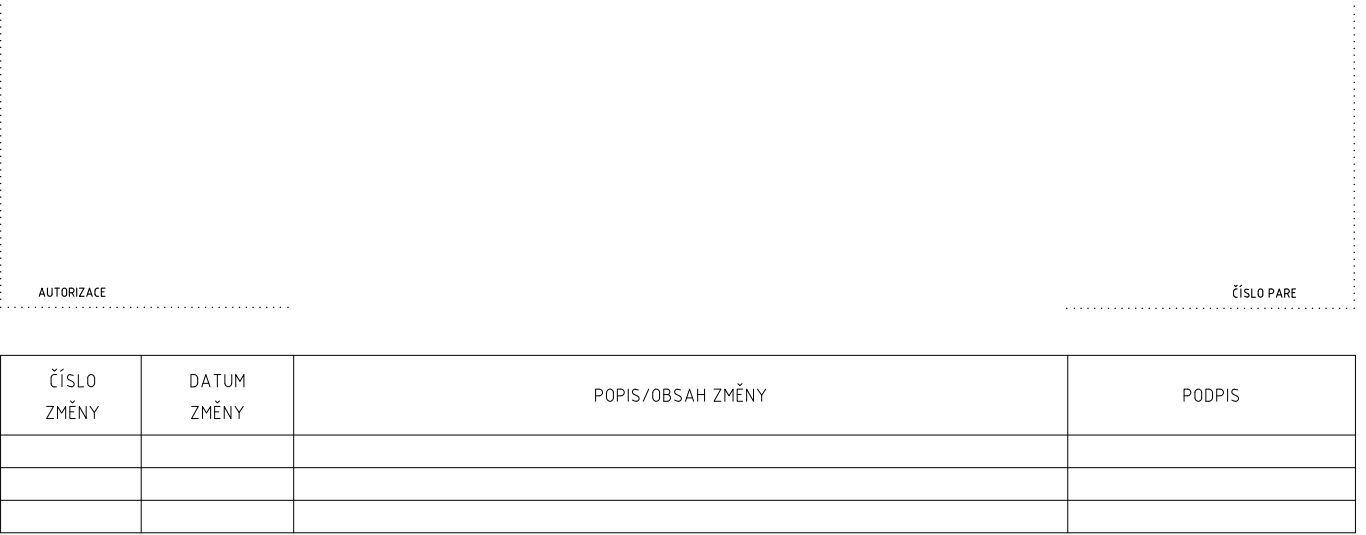 AUTORIZACE
ČÍSLO PARE
ČÍSLO
ZMĚNY
DATUM
ZMĚNY
POPIS/OBSAH ZMĚNY
PODPIS